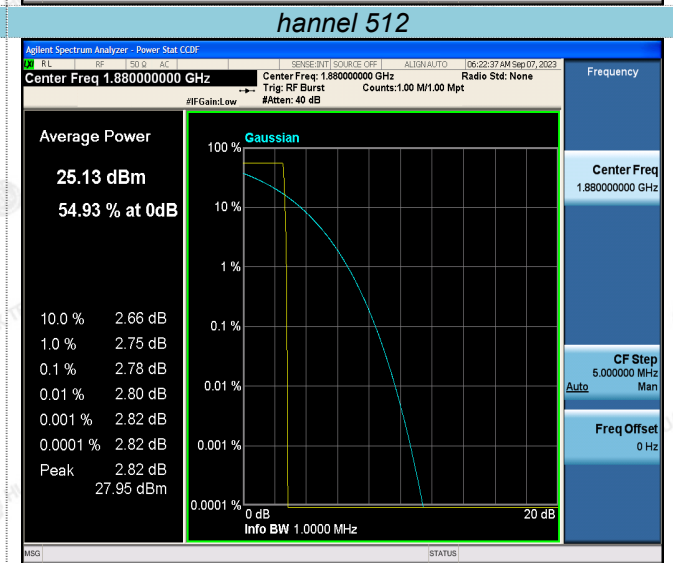 hannel 512
Agilent Spectrum Analyzer - Power Stat CCDF
RL RF 50 Ω AC SENSE:INT SOURCE OFF ALIGN AUTO 06:22:37 AM Sep 07, 2023
Center Freq 1.880000000 GHz
Center Freq: 1.880000000 GHz Radio Std: None
Trig: RF Burst Counts:1.00 M/1.00 Mpt
#IFGain:Low #Atten: 40 dB
Frequency
Average Power
25.13 dBm
54.93 % at 0dB
10.0 % 2.66 dB
1.0 % 2.75 dB
0.1 % 2.78 dB
0.01 % 2.80 dB
0.001 % 2.82 dB
0.0001 % 2.82 dB
Peak 2.82 dB
27.95 dBm
Gaussian
100 %
10 %
1 %
0.1 %
0.01 %
0.001 %
0.0001 %
0 dB 20 dB
Info BW 1.0000 MHz
Center Freq
1.880000000 GHz
CF Step
5.000000 MHz
Auto Man
Freq Offset
0 Hz
MSG STATUS